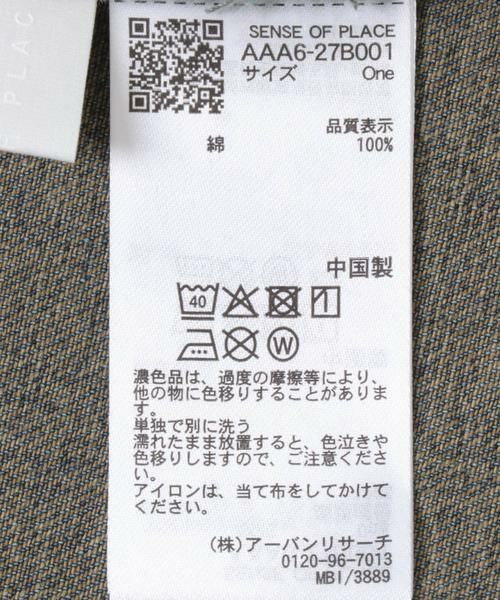 SENSE OF PLACE
AAA6-27B001
サイズ One
品質表示
綿 100%
中国製
40
W
濃色品は、過度の摩擦等により、
他の物に色移りすることがありま
す。
単独で別に洗う
濡れたまま放置すると、色泣きや
色移りしますので、ご注意くださ
い。
アイロンは、当て布をしてかけて
ください。
(株)アーバンリサーチ
0120-96-7013
MBI/3889
PLAC